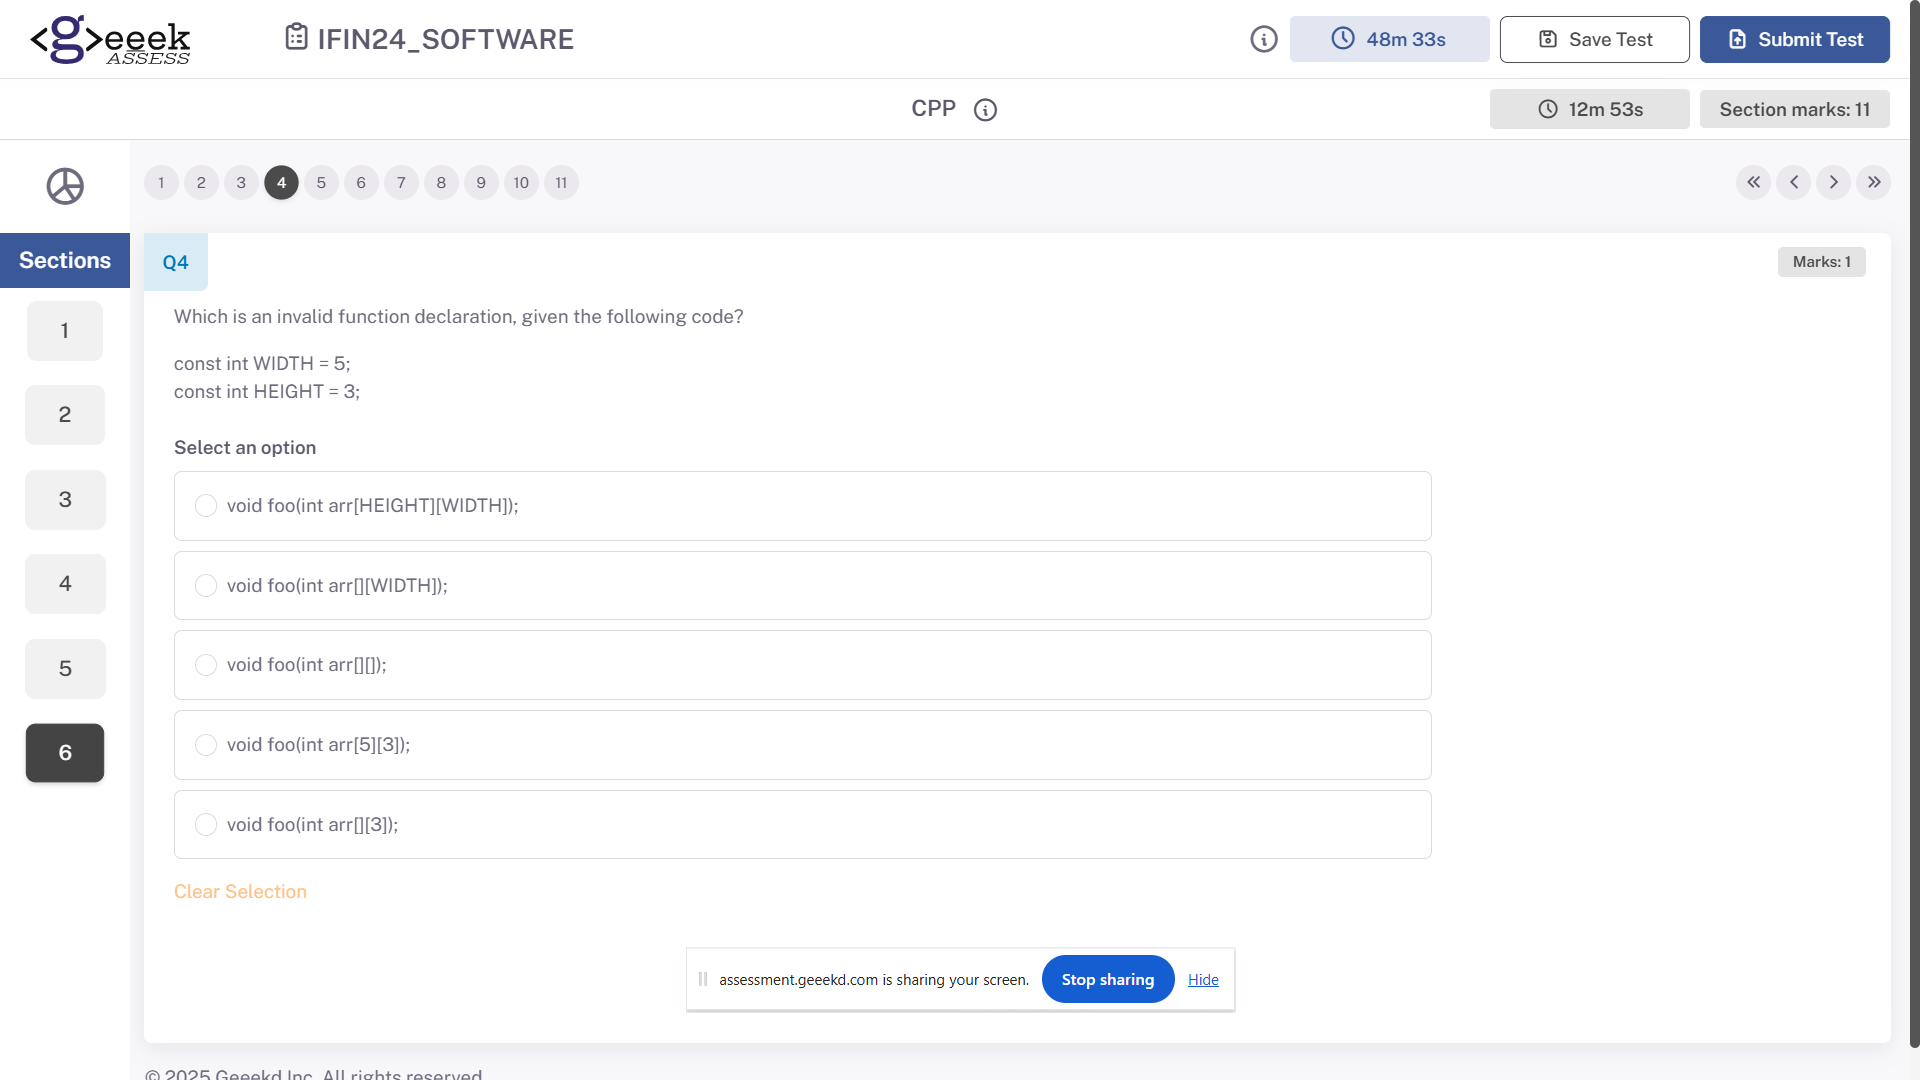 <g>eeek
ASSESS
IFIN24_SOFTWARE
48m 33s
Save Test
Submit Test
CPP
12m 53s
Section marks: 11
1 2 3 4 5 6 7 8 9 10 11
Sections
1
2
3
4
5
6
Q4
Marks: 1
Which is an invalid function declaration, given the following code?
const int WIDTH = 5;
const int HEIGHT = 3;
Select an option
void foo(int arr[HEIGHT][WIDTH]);
void foo(int arr[][WIDTH]);
void foo(int arr[][]);
void foo(int arr[5][3]);
void foo(int arr[][3]);
Clear Selection
assessment.geeekd.com is sharing your screen.
Stop sharing
Hide
© 2025 Geeekd Inc. All rights reserved